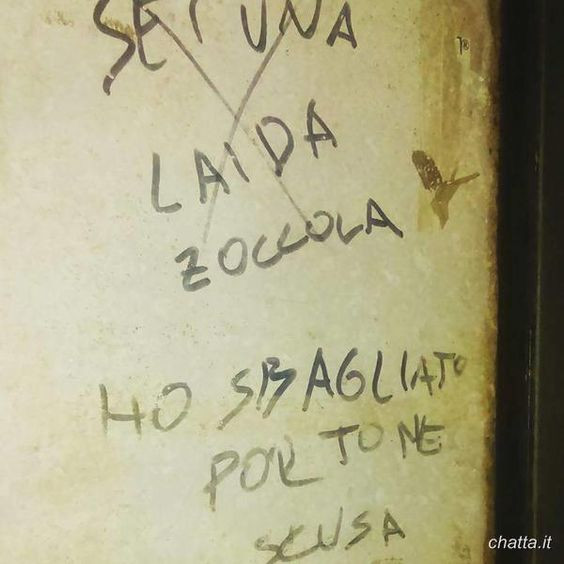 SEI UNA
LAIDA
ZOCCOLA
HO SBAGLIATO
PORTONE
SCUSA
chatta.it